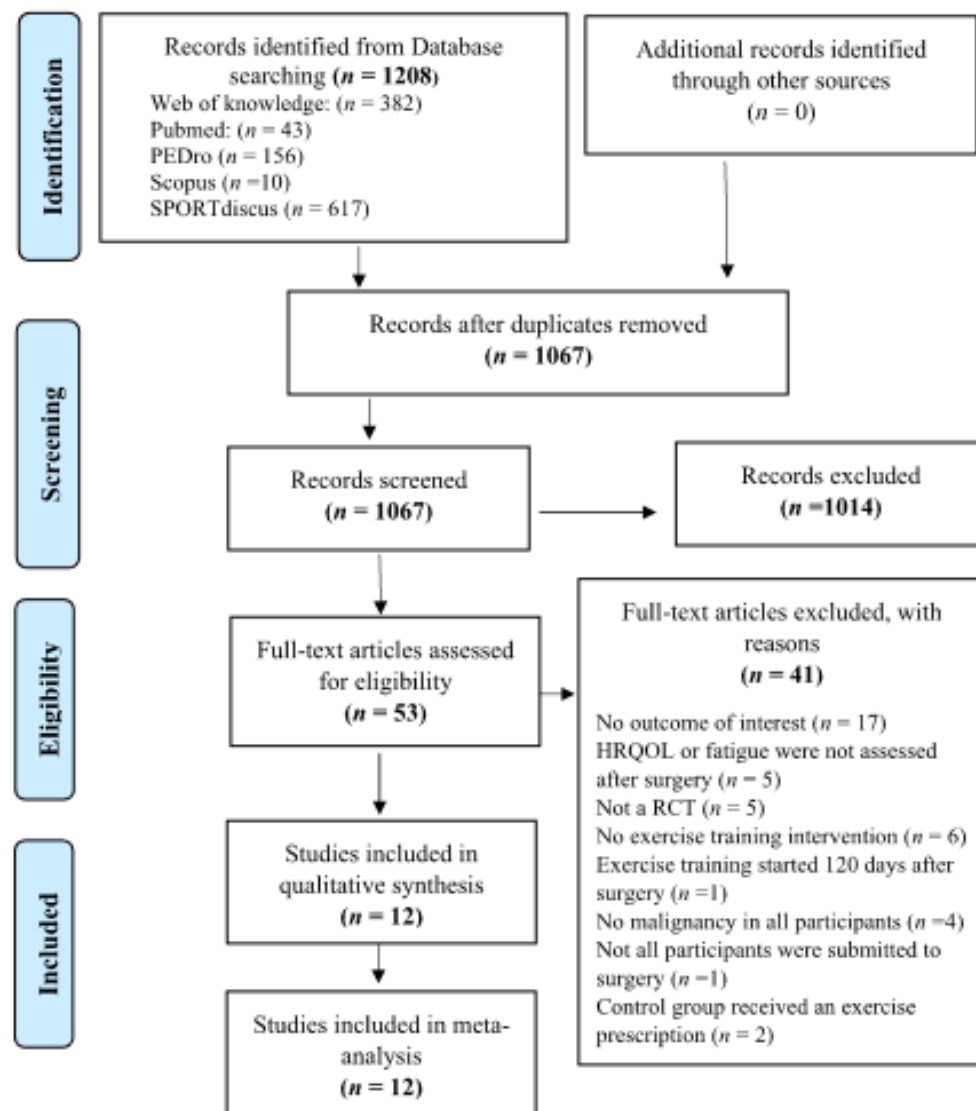 Identification
Records identified from Database
searching (n = 1208)
Web of knowledge: (n = 382)
Pubmed: (n = 43)
PEDro (n = 156)
Scopus (n =10)
SPORTdiscus (n = 617)
Additional records identified
through other sources
(n = 0)
Screening
Records after duplicates removed
(n = 1067)
Records screened
(n = 1067)
Records excluded
(n =1014)
Eligibility
Full-text articles assessed
for eligibility
(n = 53)
Full-text articles excluded, with
reasons
(n = 41)
No outcome of interest (n = 17)
HRQOL or fatigue were not assessed
after surgery (n = 5)
Not a RCT (n = 5)
No exercise training intervention (n = 6)
Exercise training started 120 days after
surgery (n =1)
No malignancy in all participants (n =4)
Not all participants were submitted to
surgery (n =1)
Control group received an exercise
prescription (n = 2)
Included
Studies included in
qualitative synthesis
(n = 12)
Studies included in meta-
analysis
(n = 12)